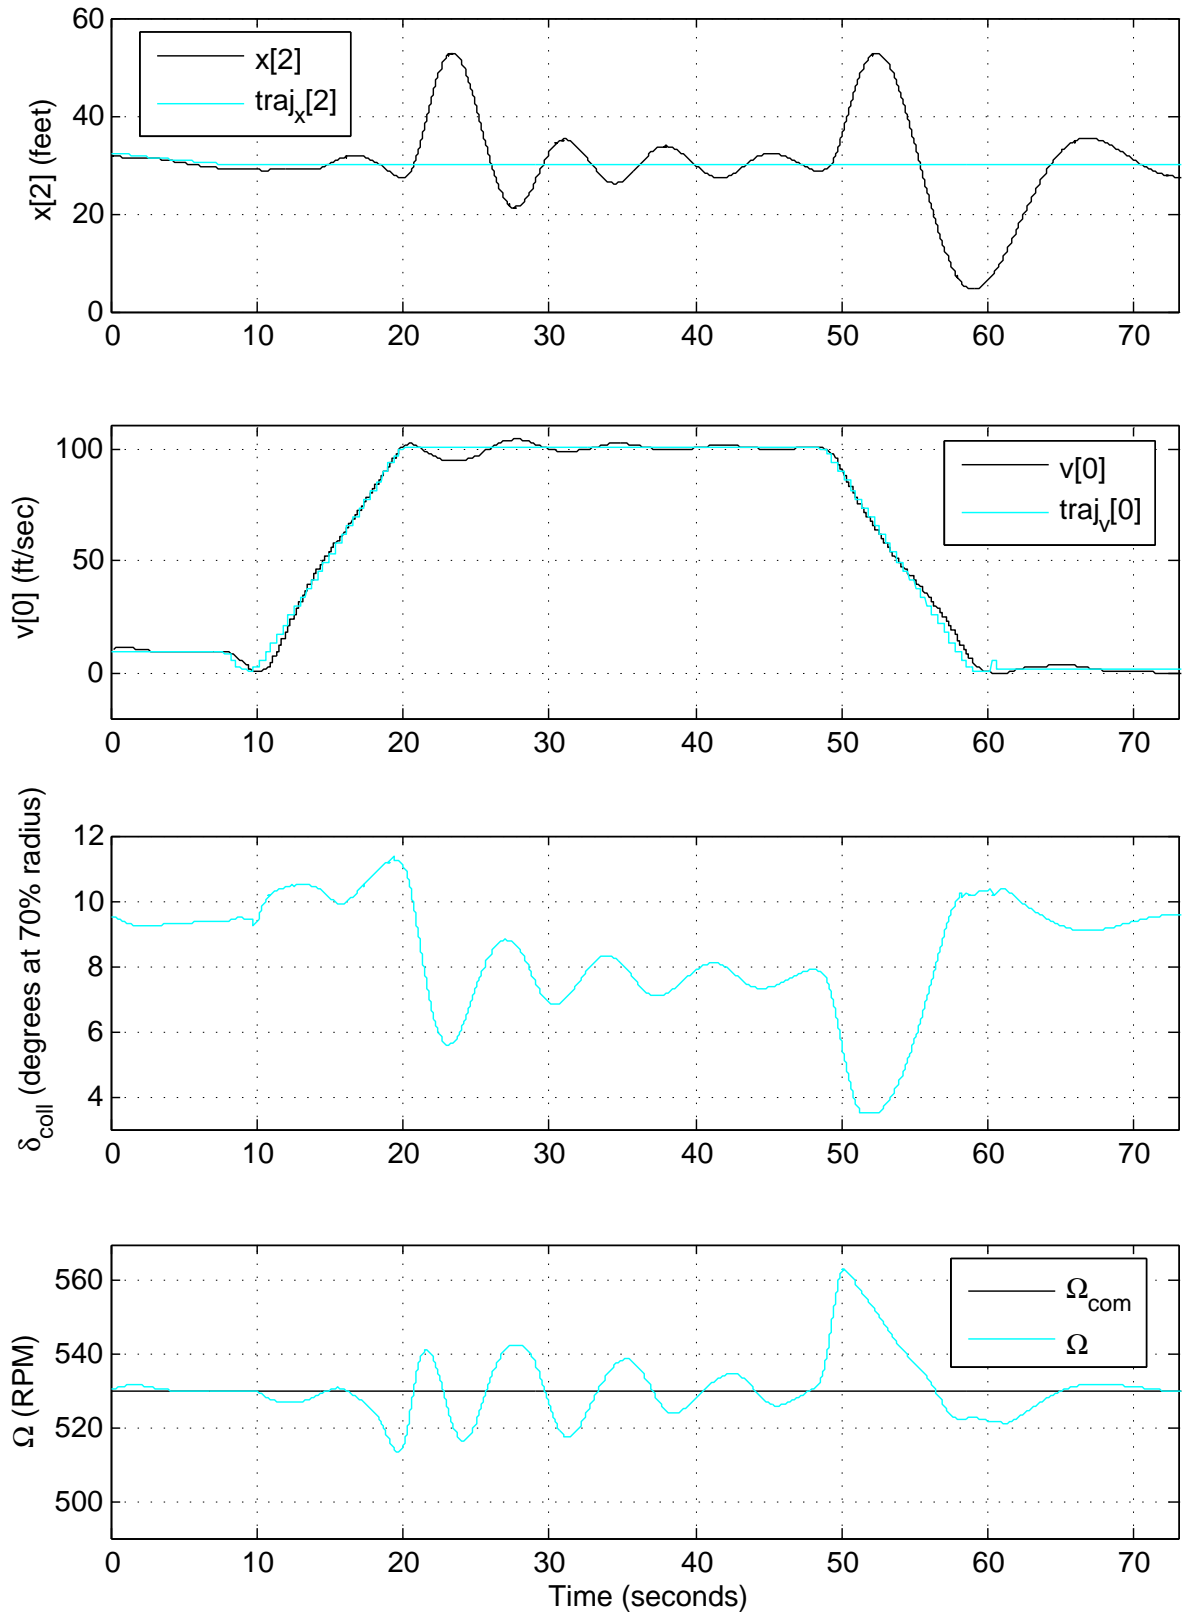 60
40
20
0
x[2] (feet)
x[2]
traj_x[2]
0 10 20 30 40 50 60 70
100
50
0
v[0] (ft/sec)
v[0]
traj_v[0]
0 10 20 30 40 50 60 70
12
10
8
6
4
δ_coll (degrees at 70% radius)
0 10 20 30 40 50 60 70
560
540
520
500
Ω (RPM)
Ω_com
Ω
0 10 20 30 40 50 60 70
Time (seconds)